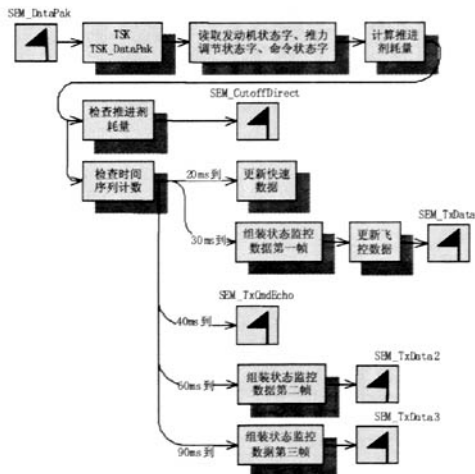 SEM_DataPak
TSK
TSK_DataPak
读取发动机状态字、推力
调节状态字、命令状态字
计算推进
剂耗量
检查推进剂
耗量
SEM_CutoffDirect
检查时间
序列计数
20ms到
更新快速
数据
30ms到
组装状态监控
数据第一帧
更新飞
控数据
SEM_TxData
SEM_TxCmdEcho
40ms到
60ms到
组装状态监控
数据第二帧
SEM_TxData2
90ms到
组装状态监控
数据第三帧
SEM_TxData3